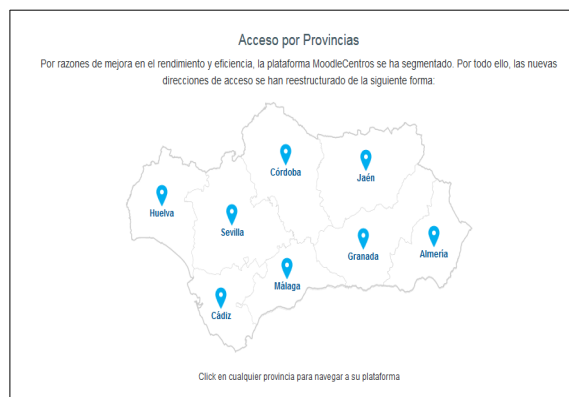 Acceso por Provincias
Por razones de mejora en el rendimiento y eficiencia, la plataforma MoodleCentros se ha segmentado. Por todo ello, las nuevas
direcciones de acceso se han reestructurado de la siguiente forma:
Córdoba
Jaén
Huelva
Sevilla
Granada
Almería
Málaga
Cádiz
Click en cualquier provincia para navegar a su plataforma